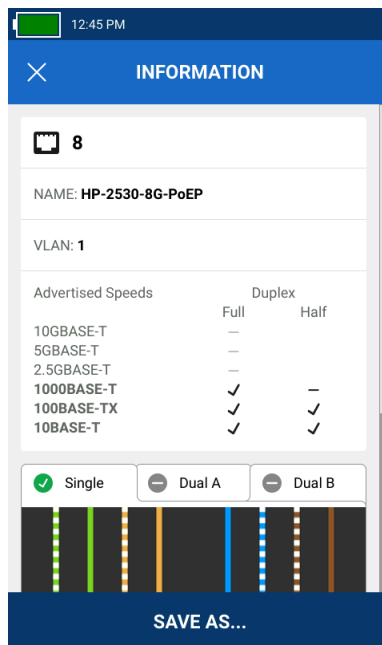 12:45 PM
INFORMATION
8
NAME: HP-2530-8G-PoEP
VLAN: 1
Advertised Speeds Duplex
Full Half
10GBASE-T —
5GBASE-T —
2.5GBASE-T —
1000BASE-T ✓ —
100BASE-TX ✓ ✓
10BASE-T ✓ ✓
Single Dual A Dual B
SAVE AS...